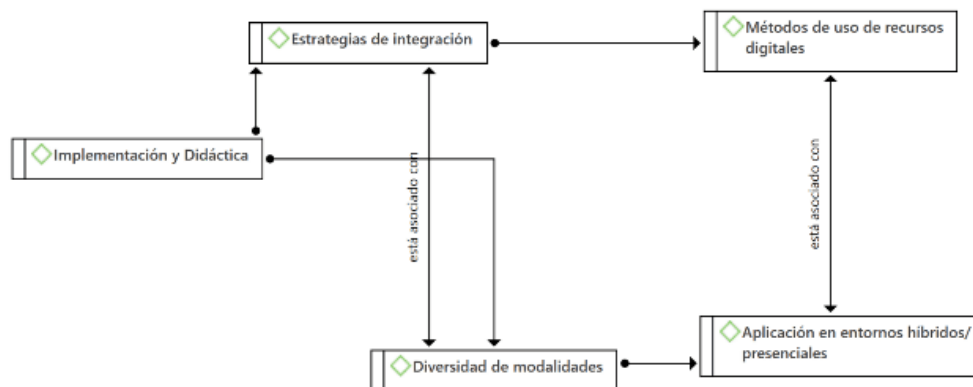 Estrategias de integración
Métodos de uso de recursos
digitales
Implementación y Didáctica
está asociado con
está asociado con
Diversidad de modalidades
Aplicación en entornos híbridos/
presenciales